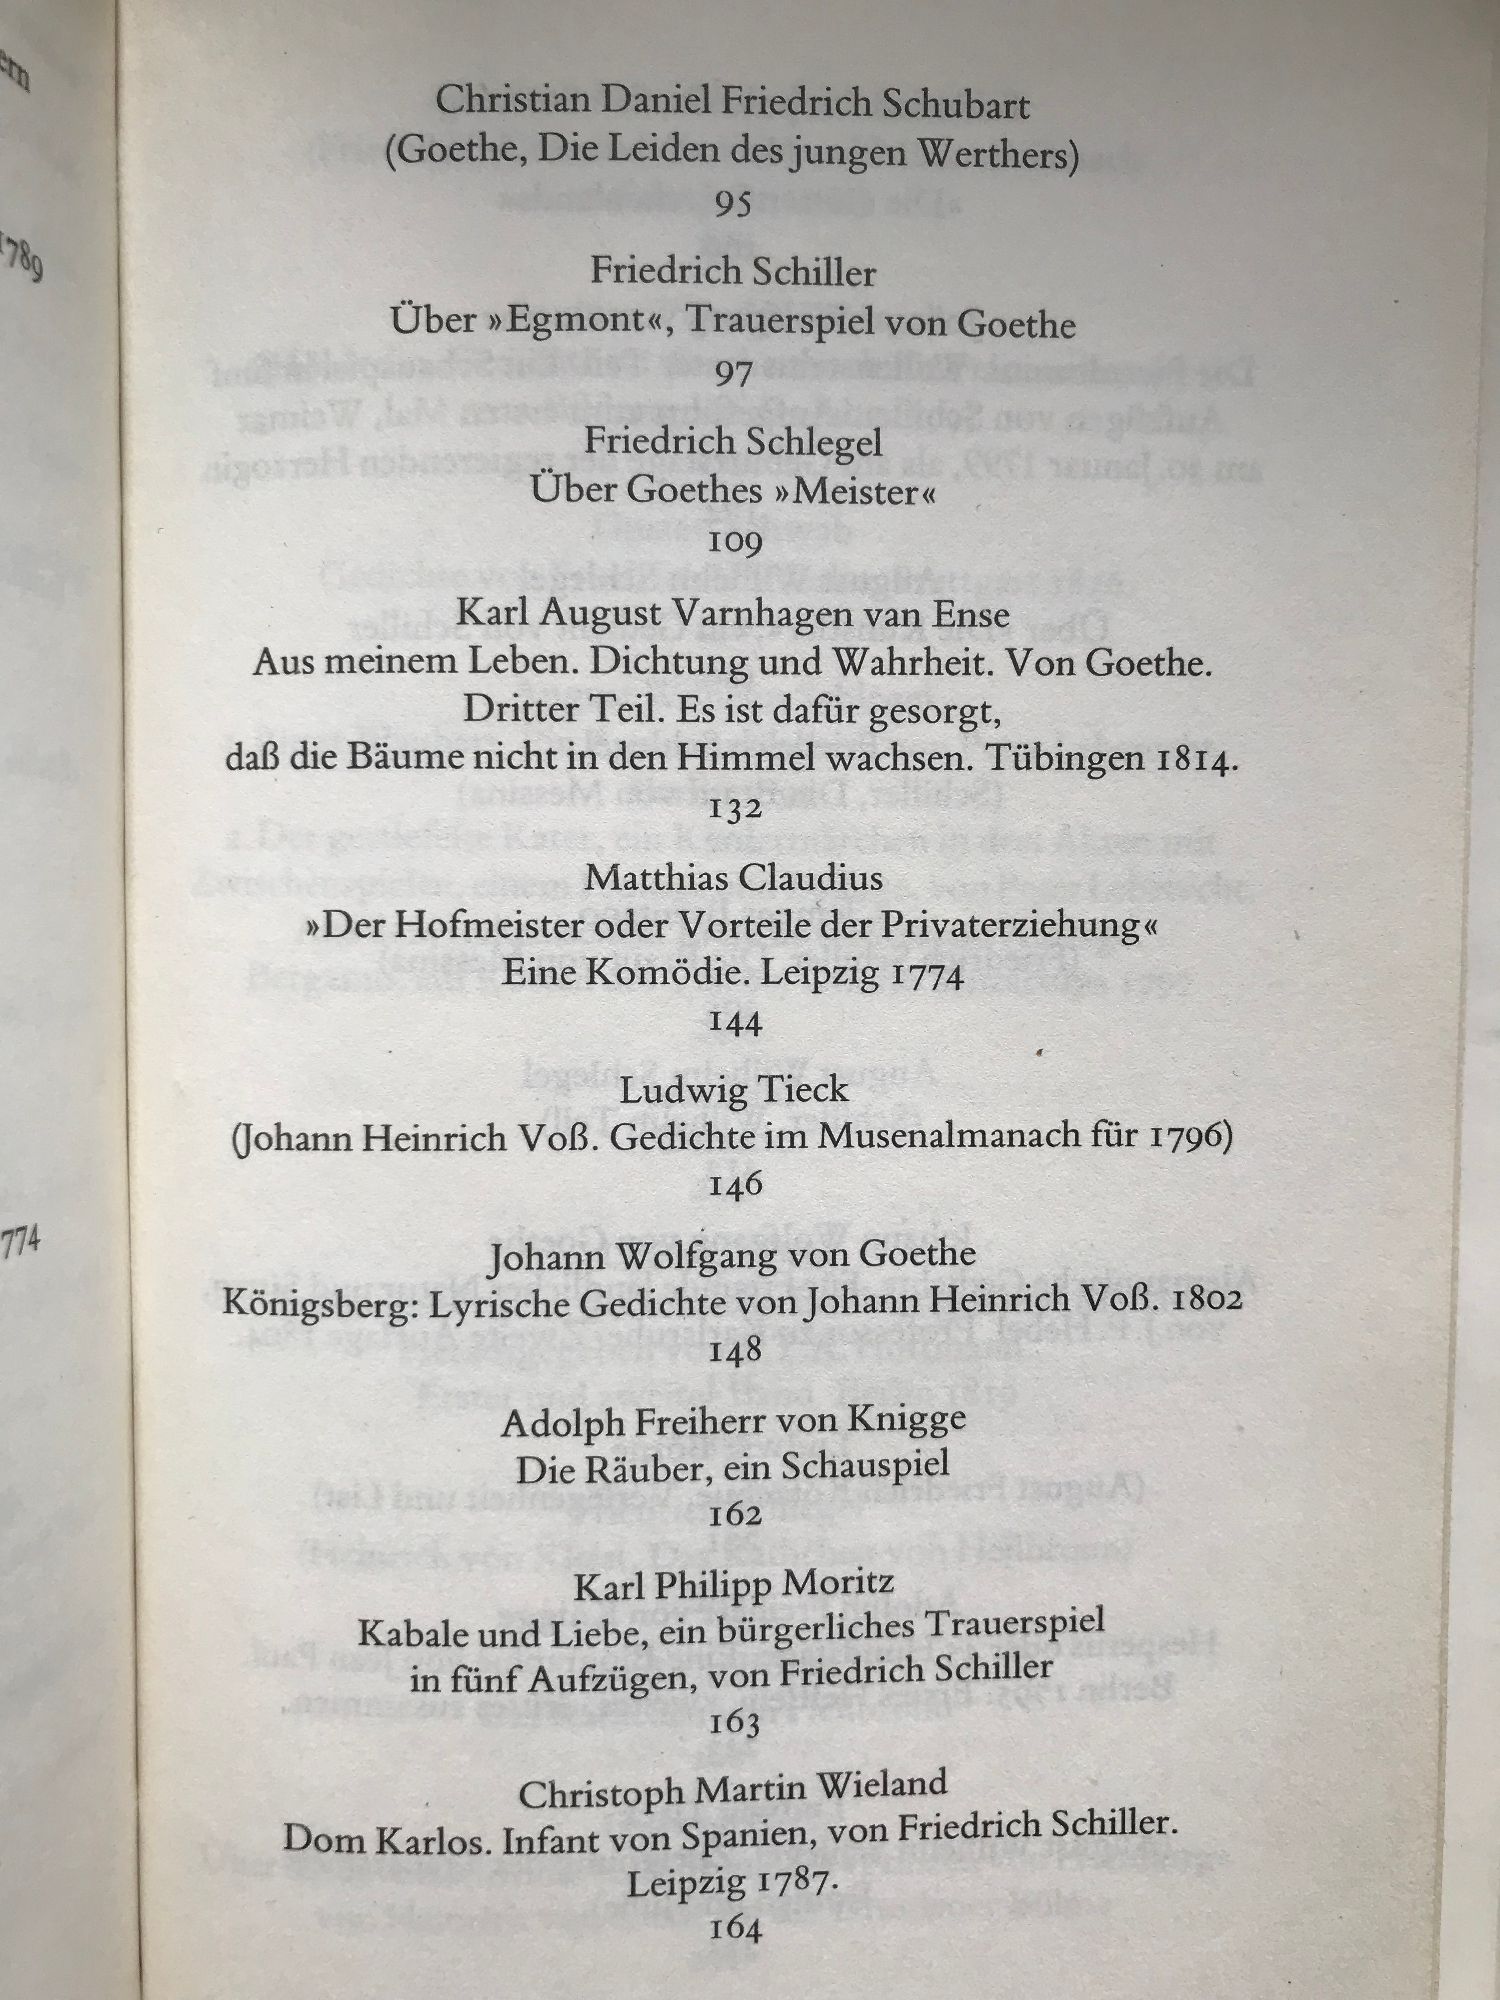 ern
1789
1774
Christian Daniel Friedrich Schubart
(Goethe, Die Leiden des jungen Werthers)
95
Friedrich Schiller
Über »Egmont«, Trauerspiel von Goethe
97
Friedrich Schlegel
Über Goethes »Meister«
109
Karl August Varnhagen van Ense
Aus meinem Leben. Dichtung und Wahrheit. Von Goethe.
Dritter Teil. Es ist dafür gesorgt,
daß die Bäume nicht in den Himmel wachsen. Tübingen 1814.
132
Matthias Claudius
»Der Hofmeister oder Vorteile der Privaterziehung«
Eine Komödie. Leipzig 1774
144
Ludwig Tieck
(Johann Heinrich Voß. Gedichte im Musenalmanach für 1796)
146
Johann Wolfgang von Goethe
Königsberg: Lyrische Gedichte von Johann Heinrich Voß. 1802
148
Adolph Freiherr von Knigge
Die Räuber, ein Schauspiel
162
Karl Philipp Moritz
Kabale und Liebe, ein bürgerliches Trauerspiel
in fünf Aufzügen, von Friedrich Schiller
163
Christoph Martin Wieland
Dom Karlos. Infant von Spanien, von Friedrich Schiller.
Leipzig 1787.
164